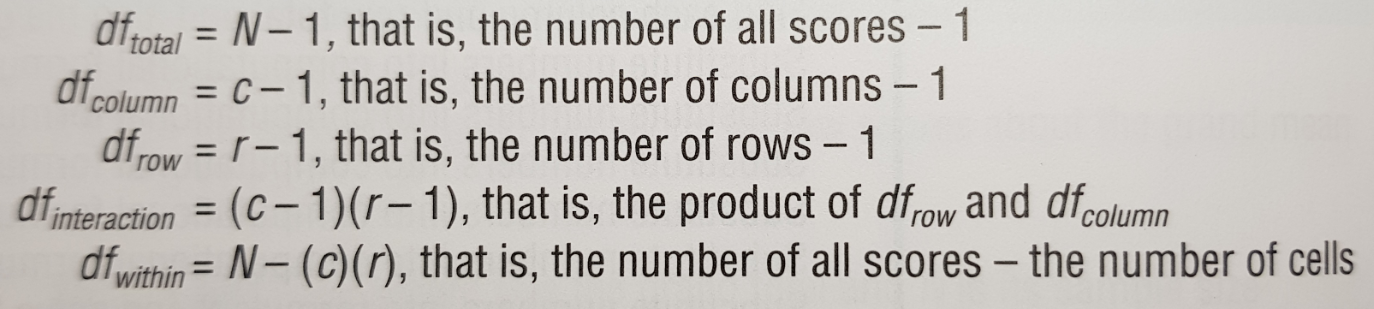 df_total = N – 1, that is, the number of all scores – 1
df_column = c – 1, that is, the number of columns – 1
df_row = r – 1, that is, the number of rows – 1
df_interaction = (c – 1)(r – 1), that is, the product of df_row and df_column
df_within = N – (c)(r), that is, the number of all scores – the number of cells